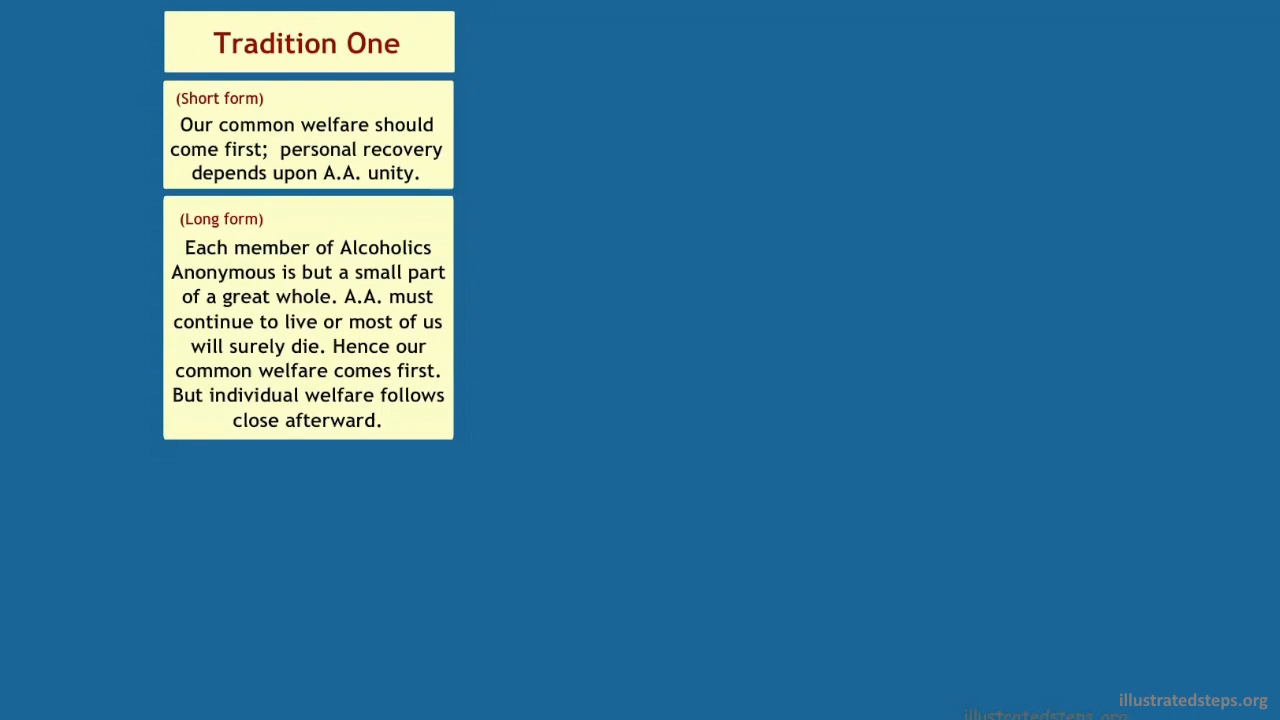 Tradition One
(Short form)
Our common welfare should
come first;  personal recovery
depends upon A.A. unity.
(Long form)
Each member of Alcoholics
Anonymous is but a small part
of a great whole. A.A. must
continue to live or most of us
will surely die. Hence our
common welfare comes first.
But individual welfare follows
close afterward.
illustratedsteps.org
illustratedsteps.org